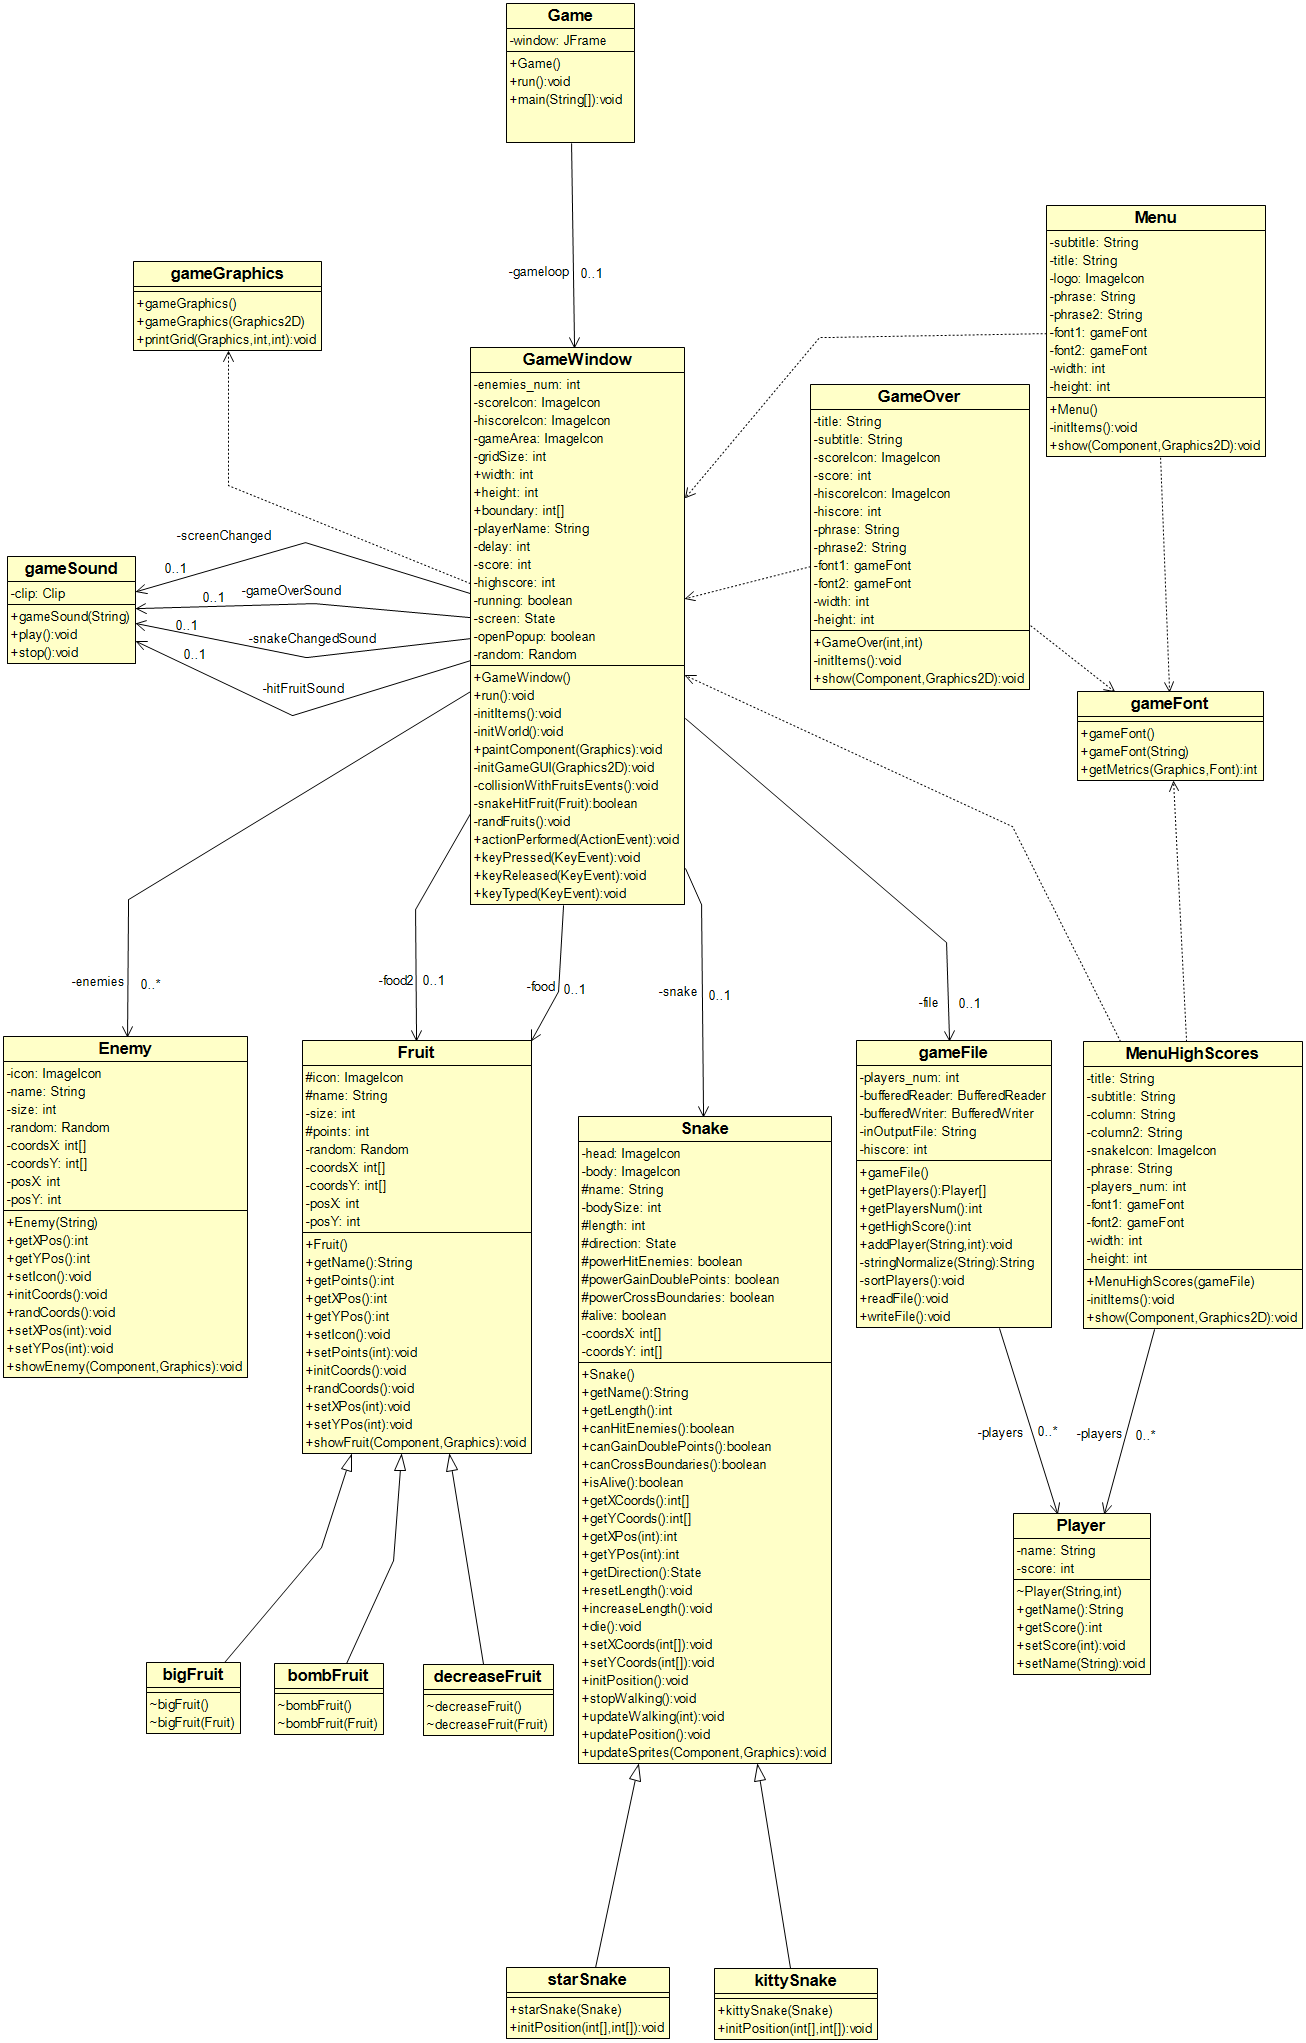 Game
-window: JFrame
+Game()
+run():void
+main(String[]):void
-gameloop 0..1
Menu
-subtitle: String
-title: String
-logo: ImageIcon
-phrase: String
-phrase2: String
-font1: gameFont
-font2: gameFont
-width: int
-height: int
+Menu()
-initItems():void
+show(Component,Graphics2D):void
gameGraphics
+gameGraphics()
+gameGraphics(Graphics2D)
+printGrid(Graphics,int,int):void
GameWindow
-enemies_num: int
-scoreIcon: ImageIcon
-hiscoreIcon: ImageIcon
-gameArea: ImageIcon
-gridSize: int
+width: int
+height: int
+boundary: int[]
-playerName: String
-delay: int
-score: int
-highscore: int
-running: boolean
-screen: State
-openPopup: boolean
-random: Random
+GameWindow()
+run():void
-initItems():void
-initWorld():void
+paintComponent(Graphics):void
-initGameGUI(Graphics2D):void
-collisionWithFruitsEvents():void
-snakeHitFruit(Fruit):boolean
-randFruits():void
+actionPerformed(ActionEvent):void
+keyPressed(KeyEvent):void
+keyReleased(KeyEvent):void
+keyTyped(KeyEvent):void
GameOver
-title: String
-subtitle: String
-scoreIcon: ImageIcon
-score: int
-hiscoreIcon: ImageIcon
-hiscore: int
-phrase: String
-phrase2: String
-font1: gameFont
-font2: gameFont
-width: int
-height: int
+GameOver(int,int)
-initItems():void
+show(Component,Graphics2D):void
gameSound
-clip: Clip
+gameSound(String)
+play():void
+stop():void
-screenChanged
0..1
-gameOverSound
0..1
-snakeChangedSound
0..1
-hitFruitSound
0..1
gameFont
+gameFont()
+gameFont(String)
+getMetrics(Graphics,Font):int
-enemies 0..*
-food2 0..1
-food 0..1
-snake 0..1
-file 0..1
Enemy
-icon: ImageIcon
-name: String
-size: int
-random: Random
-coordsX: int[]
-coordsY: int[]
-posX: int
-posY: int
+Enemy(String)
+getXPos():int
+getYPos():int
+setIcon():void
+initCoords():void
+randCoords():void
+setXPos(int):void
+setYPos(int):void
+showEnemy(Component,Graphics):void
Fruit
#icon: ImageIcon
#name: String
-size: int
#points: int
-random: Random
-coordsX: int[]
-coordsY: int[]
-posX: int
-posY: int
+Fruit()
+getName():String
+getPoints():int
+getXPos():int
+getYPos():int
+setIcon():void
+setPoints(int):void
+initCoords():void
+randCoords():void
+setXPos(int):void
+setYPos(int):void
+showFruit(Component,Graphics):void
Snake
-head: ImageIcon
-body: ImageIcon
#name: String
-bodySize: int
#length: int
#direction: State
#powerHitEnemies: boolean
#powerGainDoublePoints: boolean
#powerCrossBoundaries: boolean
#alive: boolean
-coordsX: int[]
-coordsY: int[]
+Snake()
+getName():String
+getLength():int
+canHitEnemies():boolean
+canGainDoublePoints():boolean
+canCrossBoundaries():boolean
+isAlive():boolean
+getXCoords():int[]
+getYCoords():int[]
+getXPos(int):int
+getYPos(int):int
+getDirection():State
+resetLength():void
+increaseLength():void
+die():void
+setXCoords(int[]):void
+setYCoords(int[]):void
+initPosition():void
+stopWalking():void
+updateWalking(int):void
+updatePosition():void
+updateSprites(Component,Graphics):void
gameFile
-players_num: int
-bufferedReader: BufferedReader
-bufferedWriter: BufferedWriter
-inOutputFile: String
-hiscore: int
+gameFile()
+getPlayers():Player[]
+getPlayersNum():int
+getHighScore():int
+addPlayer(String,int):void
-stringNormalize(String):String
-sortPlayers():void
+readFile():void
+writeFile():void
MenuHighScores
-title: String
-subtitle: String
-column: String
-column2: String
-snakeIcon: ImageIcon
-phrase: String
-players_num: int
-font1: gameFont
-font2: gameFont
-width: int
-height: int
+MenuHighScores(gameFile)
-initItems():void
+show(Component,Graphics2D):void
-players 0..*
-players 0..*
Player
-name: String
-score: int
~Player(String,int)
+getName():String
+getScore():int
+setScore(int):void
+setName(String):void
bigFruit
~bigFruit()
~bigFruit(Fruit)
bombFruit
~bombFruit()
~bombFruit(Fruit)
decreaseFruit
~decreaseFruit()
~decreaseFruit(Fruit)
starSnake
+starSnake(Snake)
+initPosition(int[],int[]):void
kittySnake
+kittySnake(Snake)
+initPosition(int[],int[]):void